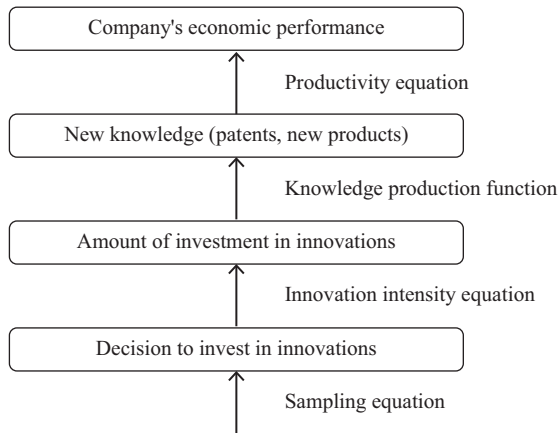 Company's economic performance
Productivity equation
New knowledge (patents, new products)
Knowledge production function
Amount of investment in innovations
Innovation intensity equation
Decision to invest in innovations
Sampling equation